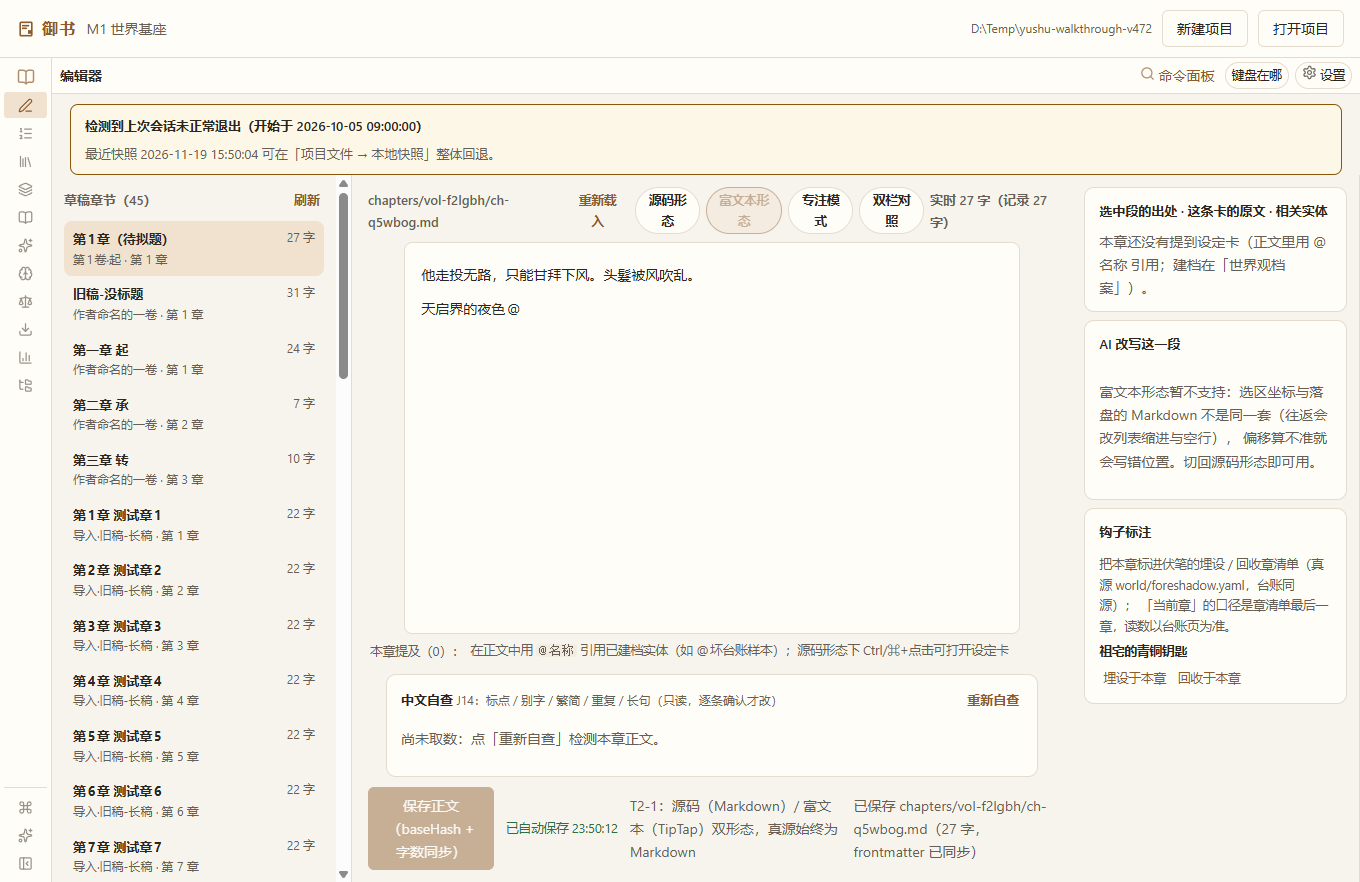 御书 M1 世界基座
D:\Temp\yushu-walkthrough-v472
新建项目
打开项目
编辑器
命令面板
键盘在哪
设置
检测到上次会话未正常退出（开始于 2026-10-05 09:00:00）
最近快照 2026-11-19 15:50:04 可在「项目文件 → 本地快照」整体回退。
草稿章节（45）
刷新
第1章（待拟题）
27 字
第1卷·起 · 第 1 章
旧稿-没标题
31 字
作者命名的一卷 · 第 1 章
第一章 起
24 字
作者命名的一卷 · 第 1 章
第二章 承
7 字
作者命名的一卷 · 第 2 章
第三章 转
10 字
作者命名的一卷 · 第 3 章
第1章 测试章1
22 字
导入·旧稿-长稿 · 第 1 章
第2章 测试章2
22 字
导入·旧稿-长稿 · 第 2 章
第3章 测试章3
22 字
导入·旧稿-长稿 · 第 3 章
第4章 测试章4
22 字
导入·旧稿-长稿 · 第 4 章
第5章 测试章5
22 字
导入·旧稿-长稿 · 第 5 章
第6章 测试章6
22 字
导入·旧稿-长稿 · 第 6 章
第7章 测试章7
22 字
导入·旧稿-长稿 · 第 7 章
chapters/vol-f2lgbh/ch-
q5wbog.md
重新载
入
源码形
态
富文本形
态
专注模
式
双栏对
照
实时 27 字（记录 27
字）
他走投无路，只能甘拜下风。头髮被风吹乱。
天启界的夜色＠
本章提及（0）： 在正文中用 @名称 引用已建档实体（如 @坏台账样本）；源码形态下 Ctrl/⌘+点击可打开设定卡
中文自查 J14：标点 / 别字 / 繁简 / 重复 / 长句（只读，逐条确认才改）
重新自查
尚未取数：点「重新自查」检测本章正文。
保存正文
（baseHash +
字数同步）
已自动保存 23:50:12
T2-1：源码（Markdown）/ 富文
本（TipTap）双形态，真源始终为
Markdown
已保存 chapters/vol-f2lgbh/ch-
q5wbog.md（27 字，
frontmatter 已同步）
选中段的出处 · 这条卡的原文 · 相关实体
本章还没有提到设定卡（正文里用 @
名称 引用；建档在「世界观档
案」）。
AI 改写这一段
富文本形态暂不支持：选区坐标与落
盘的 Markdown 不是同一套（往返会
改列表缩进与空行），偏移算不准就
会写错位置。切回源码形态即可用。
钩子标注
把本章标进伏笔的埋设 / 回收章清单（真
源 world/foreshadow.yaml，台账同
源）；「当前章」的口径是章清单最后一
章，读数以台账页为准。
祖宅的青铜钥匙
埋设于本章 回收于本章